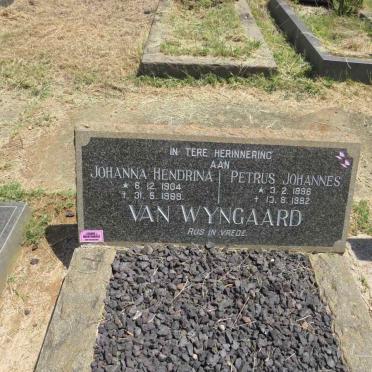 IN TERE HERINNERING
AAN
JOHANNA HENDRINA
* 6.12.1904
† 31.5.1989
PETRUS JOHANNES
* 3.2.1896
† 13.8.1982
VAN WYNGAARD
RUS IN VREDE